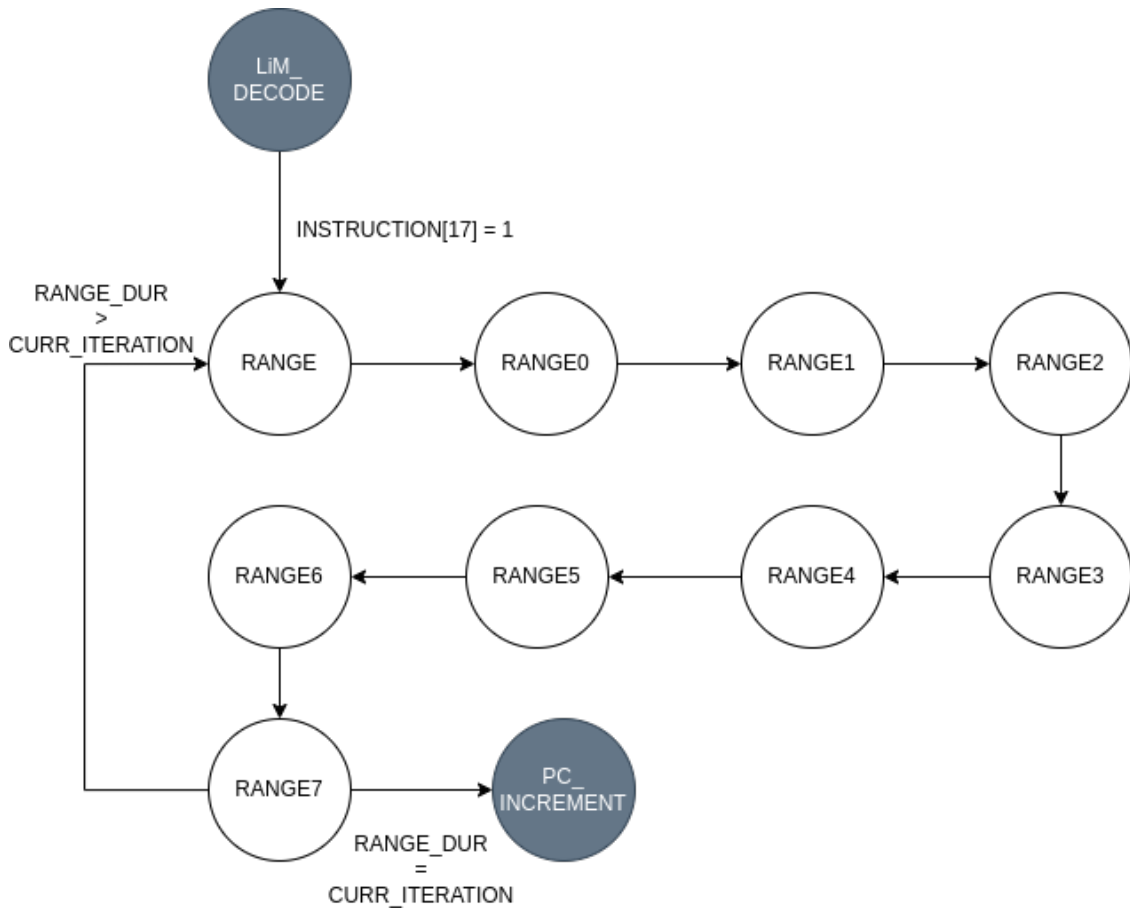 LiM_
DECODE
INSTRUCTION[17] = 1
RANGE_DUR
>
CURR_ITERATION
RANGE
RANGE0
RANGE1
RANGE2
RANGE6
RANGE5
RANGE4
RANGE3
RANGE7
PC_
INCREMENT
RANGE_DUR
=
CURR_ITERATION